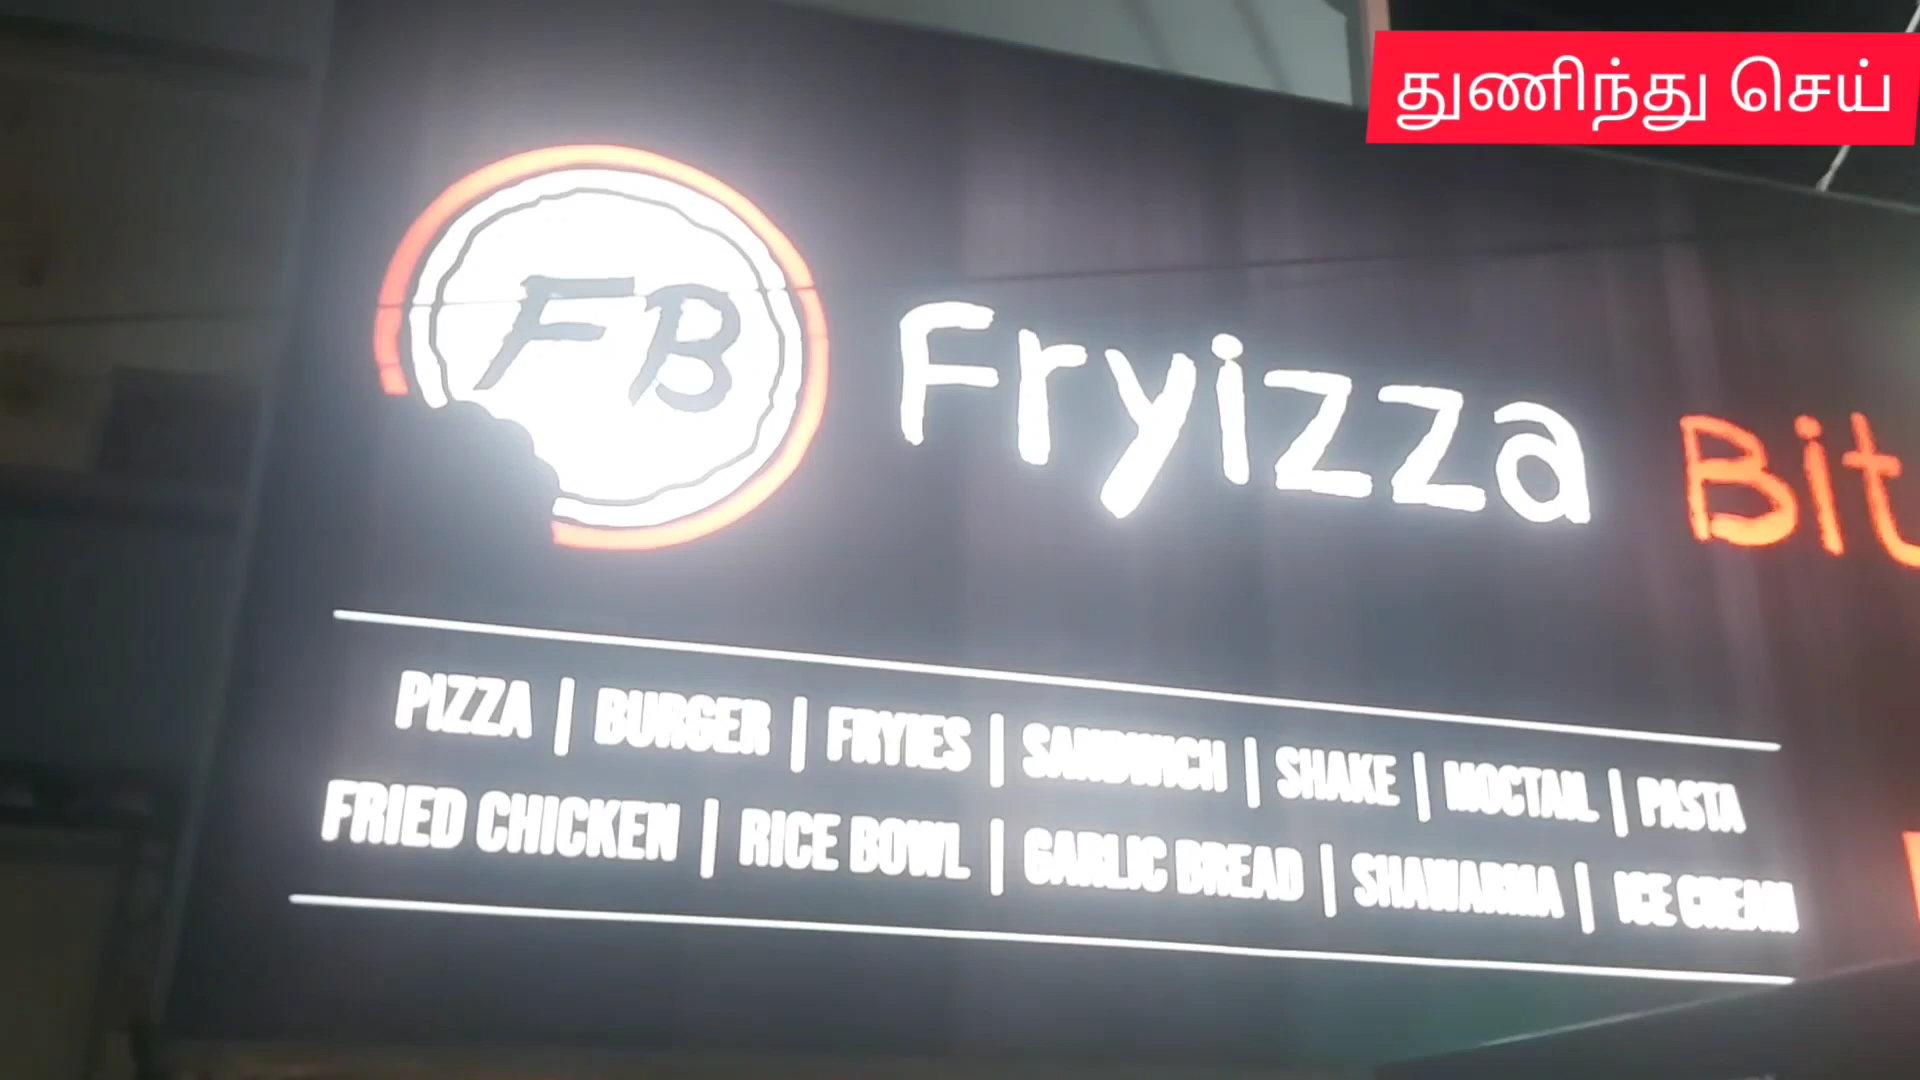 துணிந்து செய்
FB
Fryizza Bit
PIZZA | BURGER | FRYIES | SANDWICH | SHAKE | MOCTAIL | PASTA
FRIED CHICKEN | RICE BOWL | GARLIC BREAD | SHAWARMA | ICE CREAM